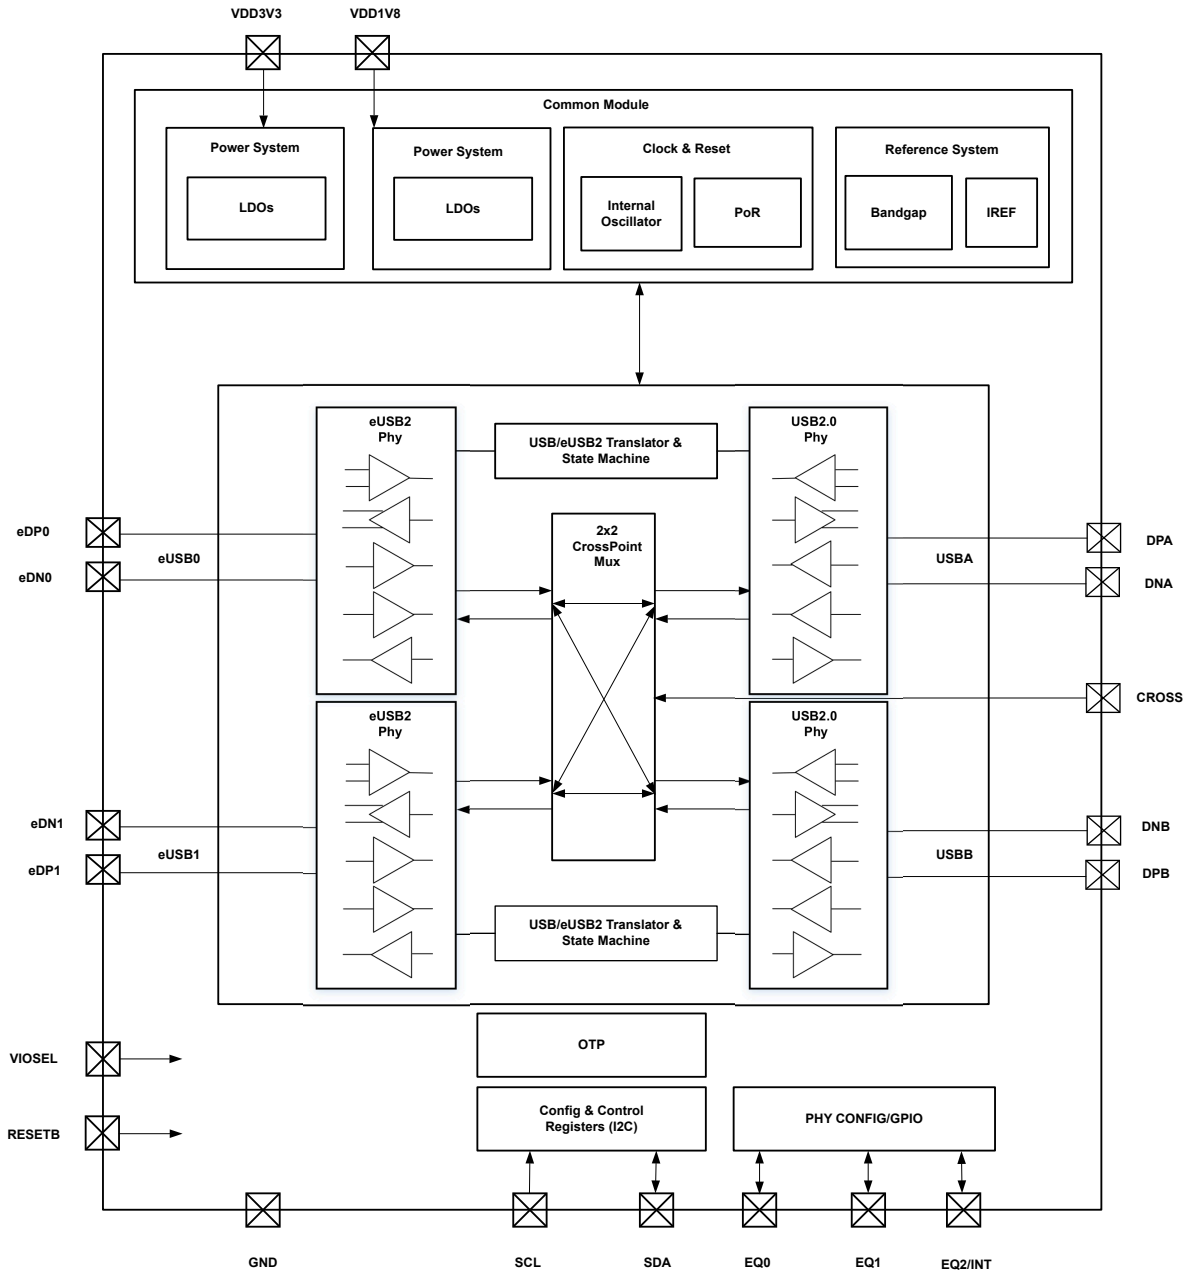 VDD3V3
VDD1V8
Common Module
Power System
LDOs
Power System
LDOs
Clock & Reset
Internal
Oscillator
PoR
Reference System
Bandgap
IREF
eUSB2
Phy
USB/eUSB2 Translator &
State Machine
USB2.0
Phy
2x2
CrossPoint
Mux
eDP0
eUSB0
eDN0
USBA
DPA
DNA
CROSS
eUSB2
Phy
USB2.0
Phy
eDN1
eUSB1
eDP1
DNB
USBB
DPB
USB/eUSB2 Translator &
State Machine
OTP
VIOSEL
RESETB
Config & Control
Registers (I2C)
PHY CONFIG/GPIO
GND
SCL
SDA
EQ0
EQ1
EQ2/INT